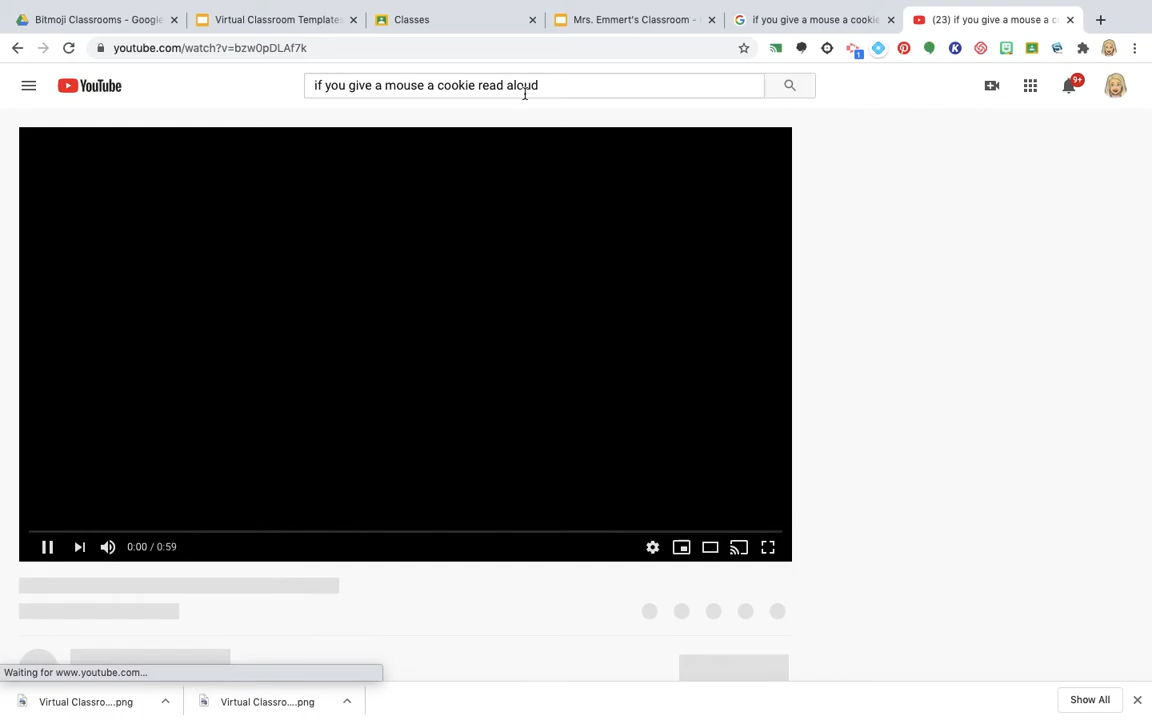 Bitmoji Classrooms - Google
Virtual Classroom Templates
Classes
Mrs. Emmert's Classroom -
if you give a mouse a cookie
(23) if you give a mouse a c
youtube.com/watch?v=bzw0pDLAf7k
1
YouTube
if you give a mouse a cookie read aloud
9+
0:00 / 0:59
Waiting for www.youtube.com...
Virtual Classro....png
Virtual Classro....png
Show All